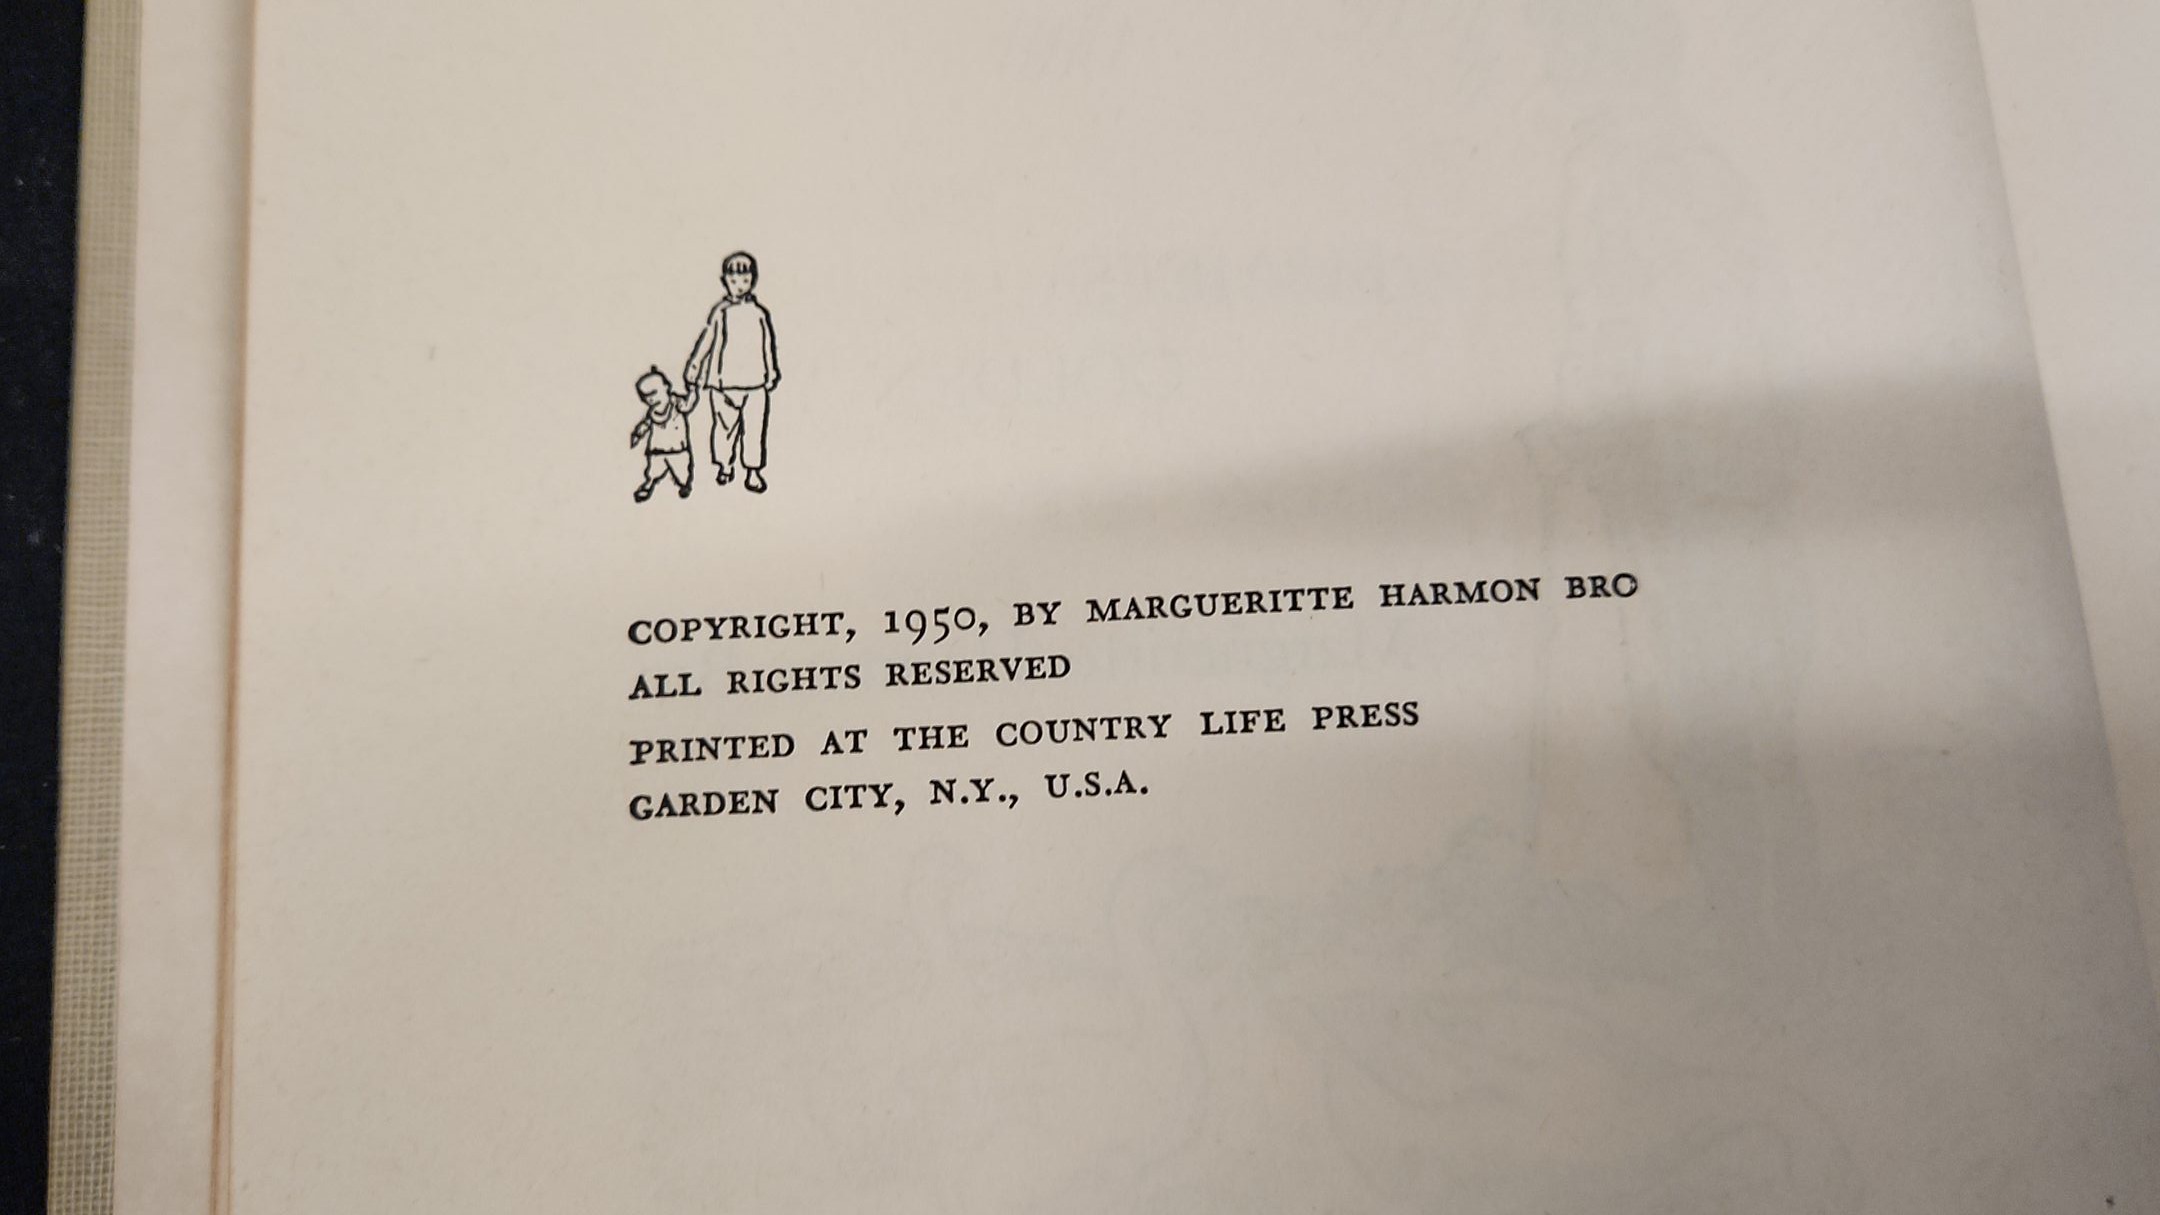 COPYRIGHT, 1950, BY MARGUERITTE HARMON BRO
ALL RIGHTS RESERVED
PRINTED AT THE COUNTRY LIFE PRESS
GARDEN CITY, N.Y., U.S.A.